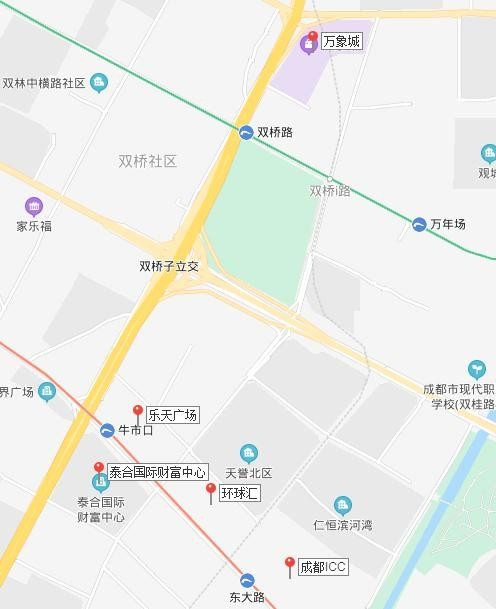 万象城
双林中横路社区
双桥路
双桥社区
观城
双桥i路
家乐福
万年场
双桥子立交
成都市现代职
学校(双桂路
界广场
乐天广场
牛市口
泰合国际财富中心
天誉北区
环球汇
泰合国际
财富中心
仁恒滨河湾
成都ICC
东大路